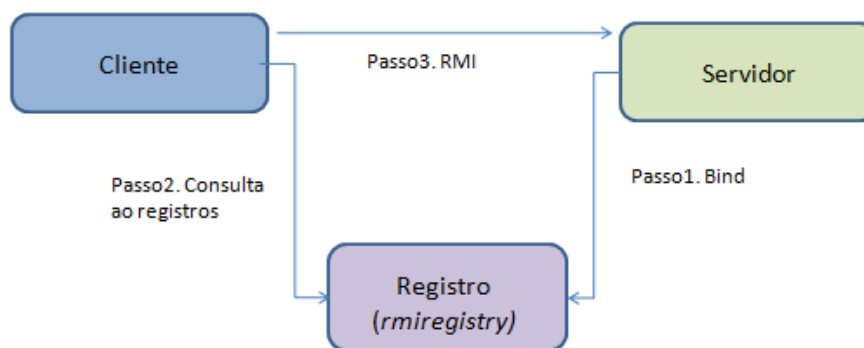 Cliente
Passo3. RMI
Servidor
Passo2. Consulta
ao registros
Passo1. Bind
Registro
(rmiregistry)